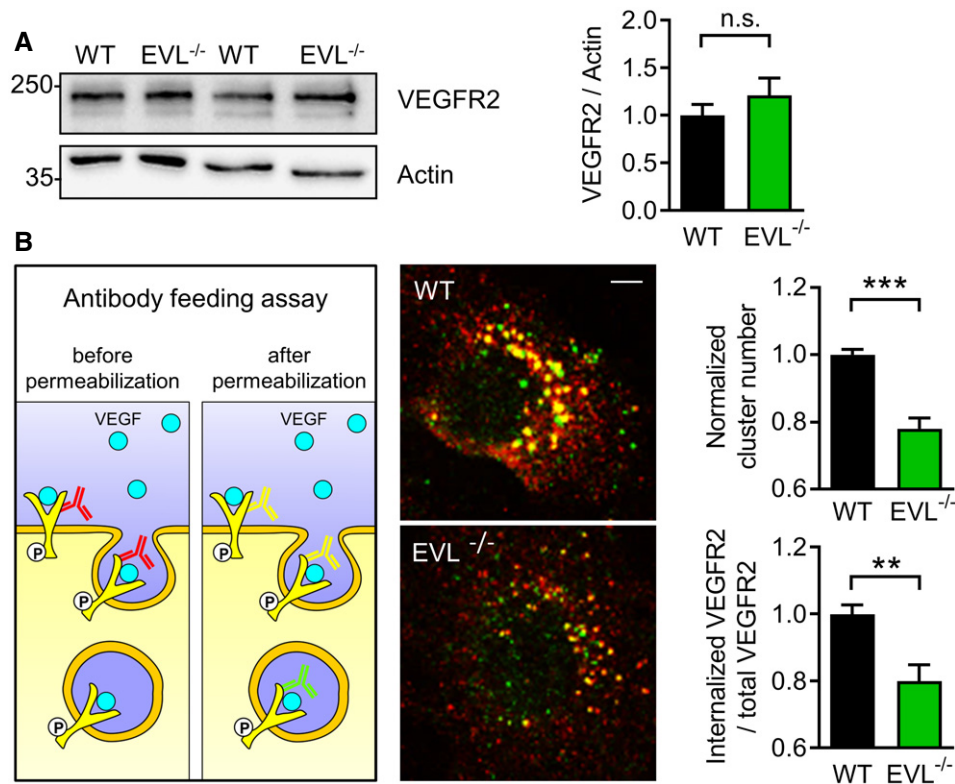 A
WT EVL-/- WT EVL-/-
250
VEGFR2
35
Actin
n.s.
VEGFR2 / Actin
2.0
1.5
1.0
0.5
0.0
WT EVL-/-
B
Antibody feeding assay
before
permeabilization
after
permeabilization
VEGF
VEGF
P
P
P
P
P
P
WT
EVL -/-
***
Normalized
cluster number
1.2
1.0
0.8
0.6
WT EVL-/-
**
Internalized VEGFR2
/ total VEGFR2
1.2
1.0
0.8
0.6
WT EVL-/-